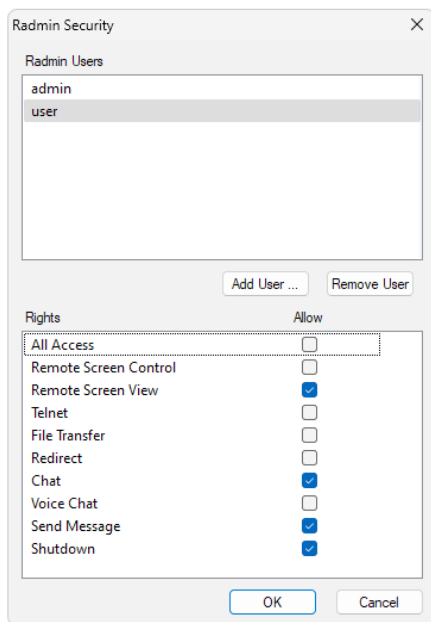 Radmin Security
Radmin Users
admin
user
Add User ... Remove User
Rights Allow
All Access
Remote Screen Control
Remote Screen View
Telnet
File Transfer
Redirect
Chat
Voice Chat
Send Message
Shutdown
OK Cancel